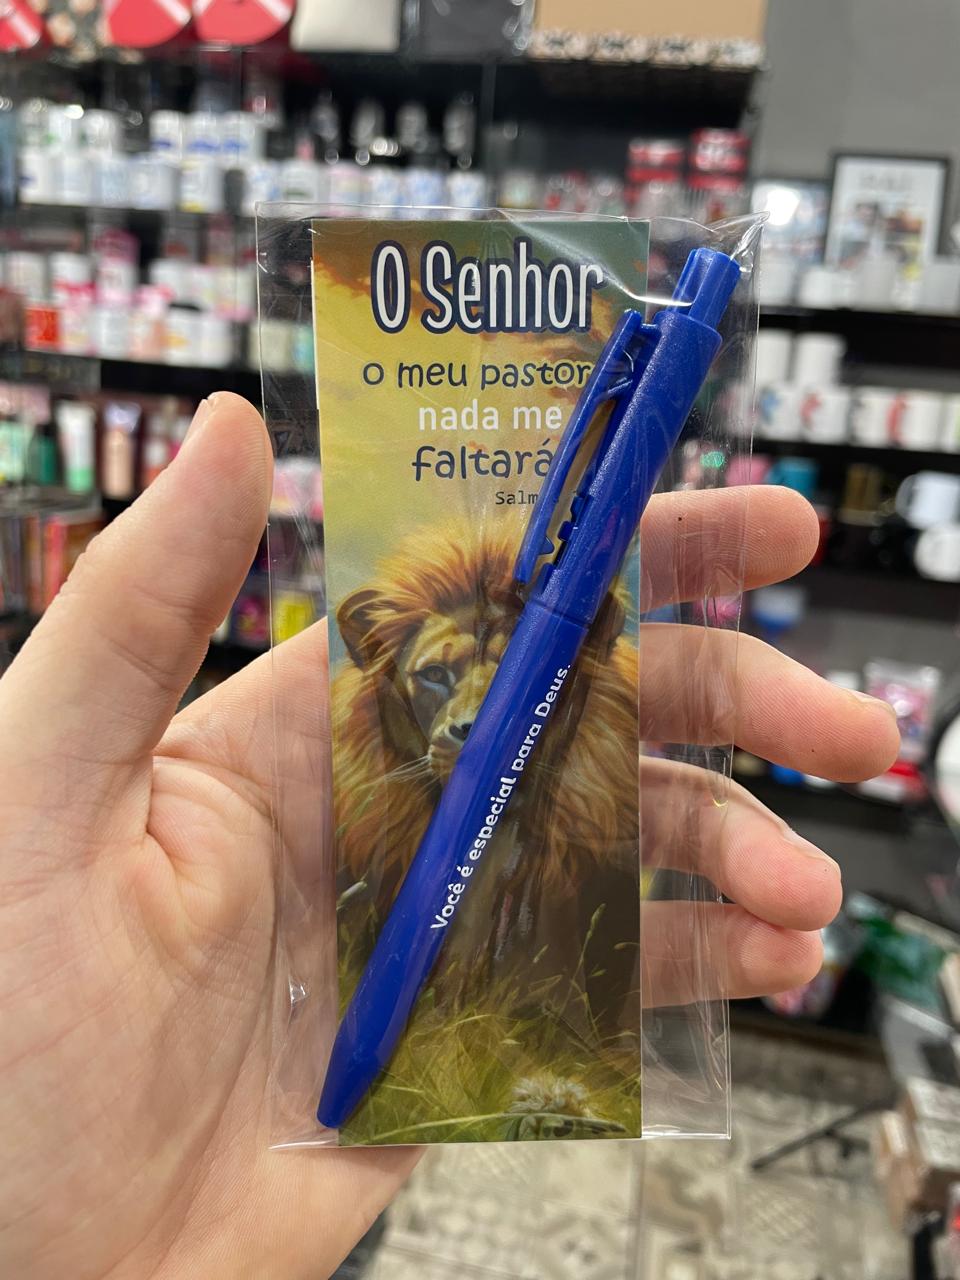 O Senhor
o meu pastor
nada me
faltará
Você é especial para Deus.